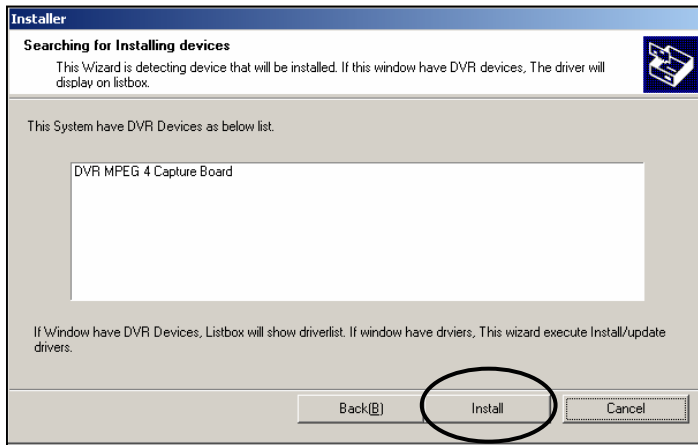 Installer
Searching for Installing devices
This Wizard is detecting device that will be installed. If this window have DVR devices, The driver will
display on listbox.
This System have DVR Devices as below list.
DVR MPEG 4 Capture Board
If Window have DVR Devices, Listbox will show driverlist. If window have drviers, This wizard execute Install/update
drivers.
Back(B) Install Cancel